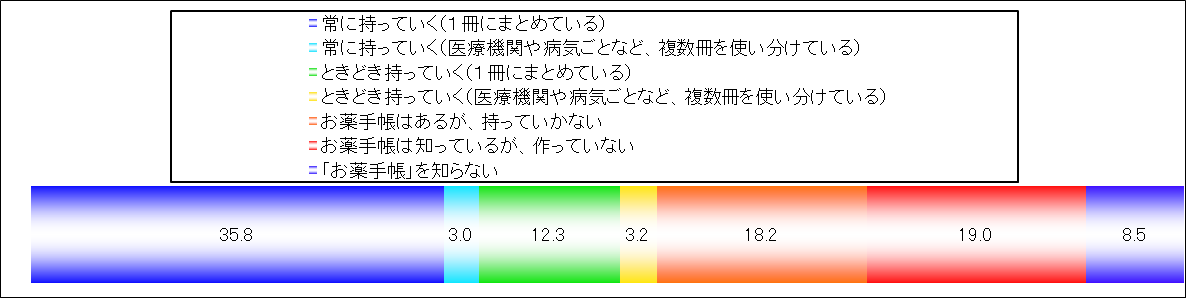 常に持っていく(１冊にまとめている)
常に持っていく(医療機関や病気ごとなど、複数冊を使い分けている)
ときどき持っていく(１冊にまとめている)
ときどき持っていく(医療機関や病気ごとなど、複数冊を使い分けている)
お薬手帳はあるが、持っていかない
お薬手帳は知っているが、作っていない
「お薬手帳」を知らない
35.8 3.0 12.3 3.2 18.2 19.0 8.5